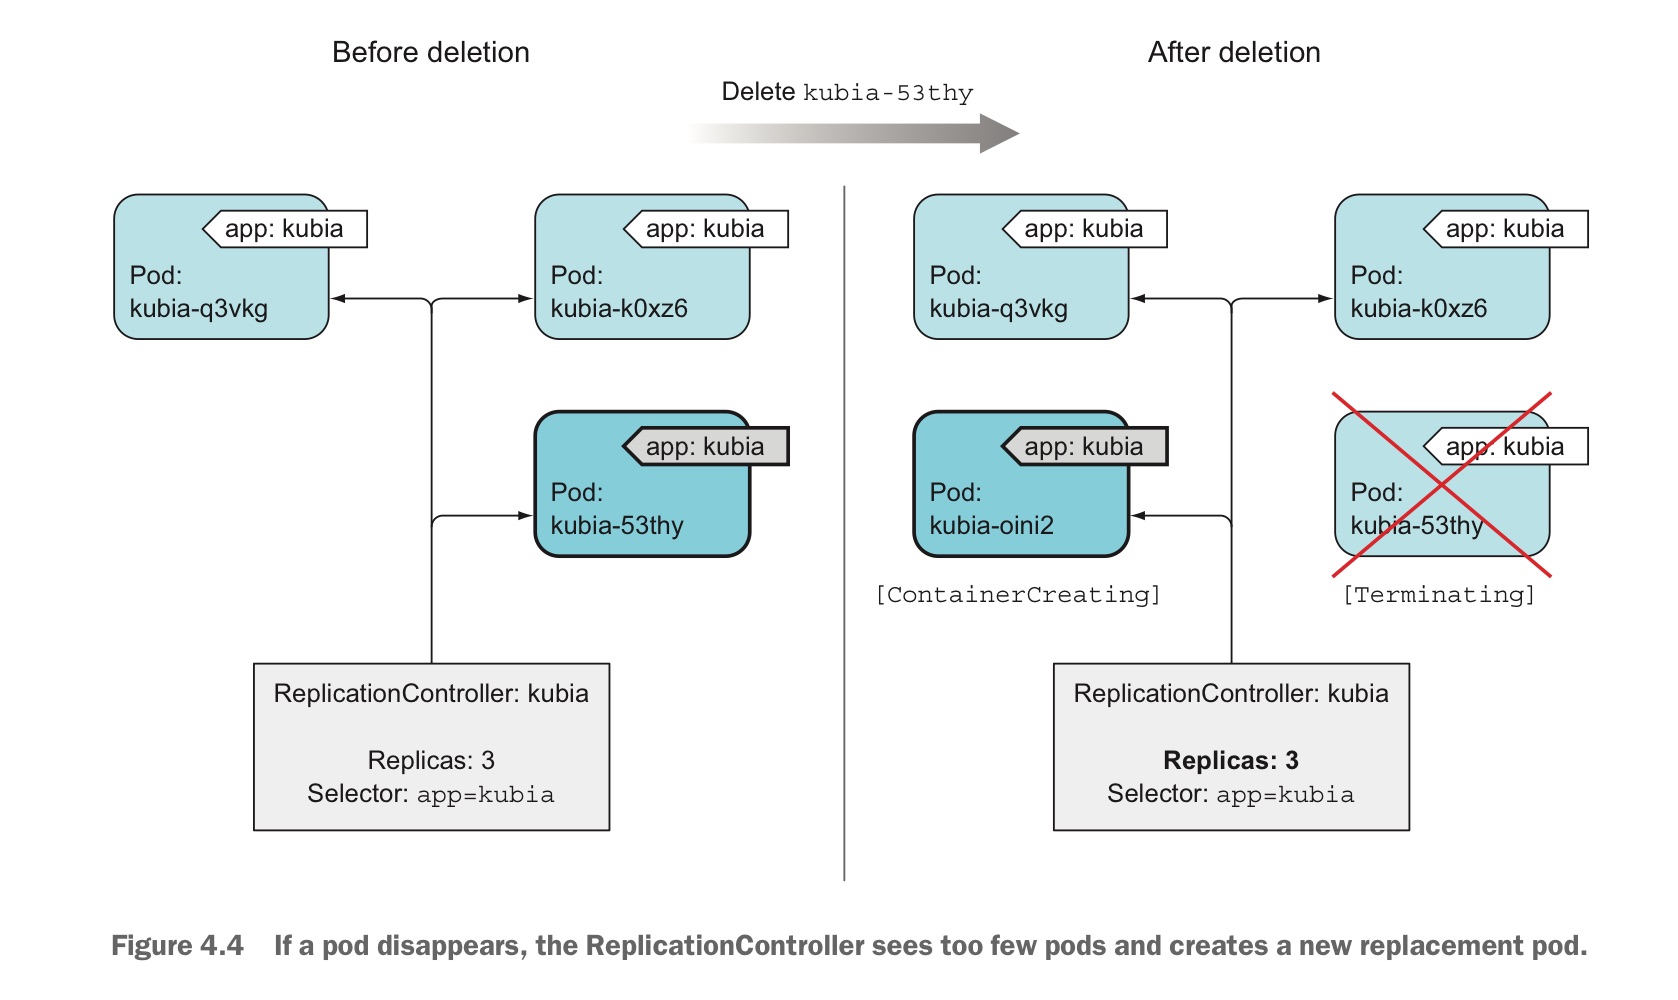 Before deletion
After deletion
Delete kubia-53thy
app: kubia
Pod:
kubia-q3vkg
app: kubia
Pod:
kubia-k0xz6
app: kubia
Pod:
kubia-53thy
ReplicationController: kubia
Replicas: 3
Selector: app=kubia
app: kubia
Pod:
kubia-q3vkg
app: kubia
Pod:
kubia-k0xz6
app: kubia
Pod:
kubia-oini2
[ContainerCreating]
app: kubia
Pod:
kubia-53thy
[Terminating]
ReplicationController: kubia
Replicas: 3
Selector: app=kubia
Figure 4.4 If a pod disappears, the ReplicationController sees too few pods and creates a new replacement pod.